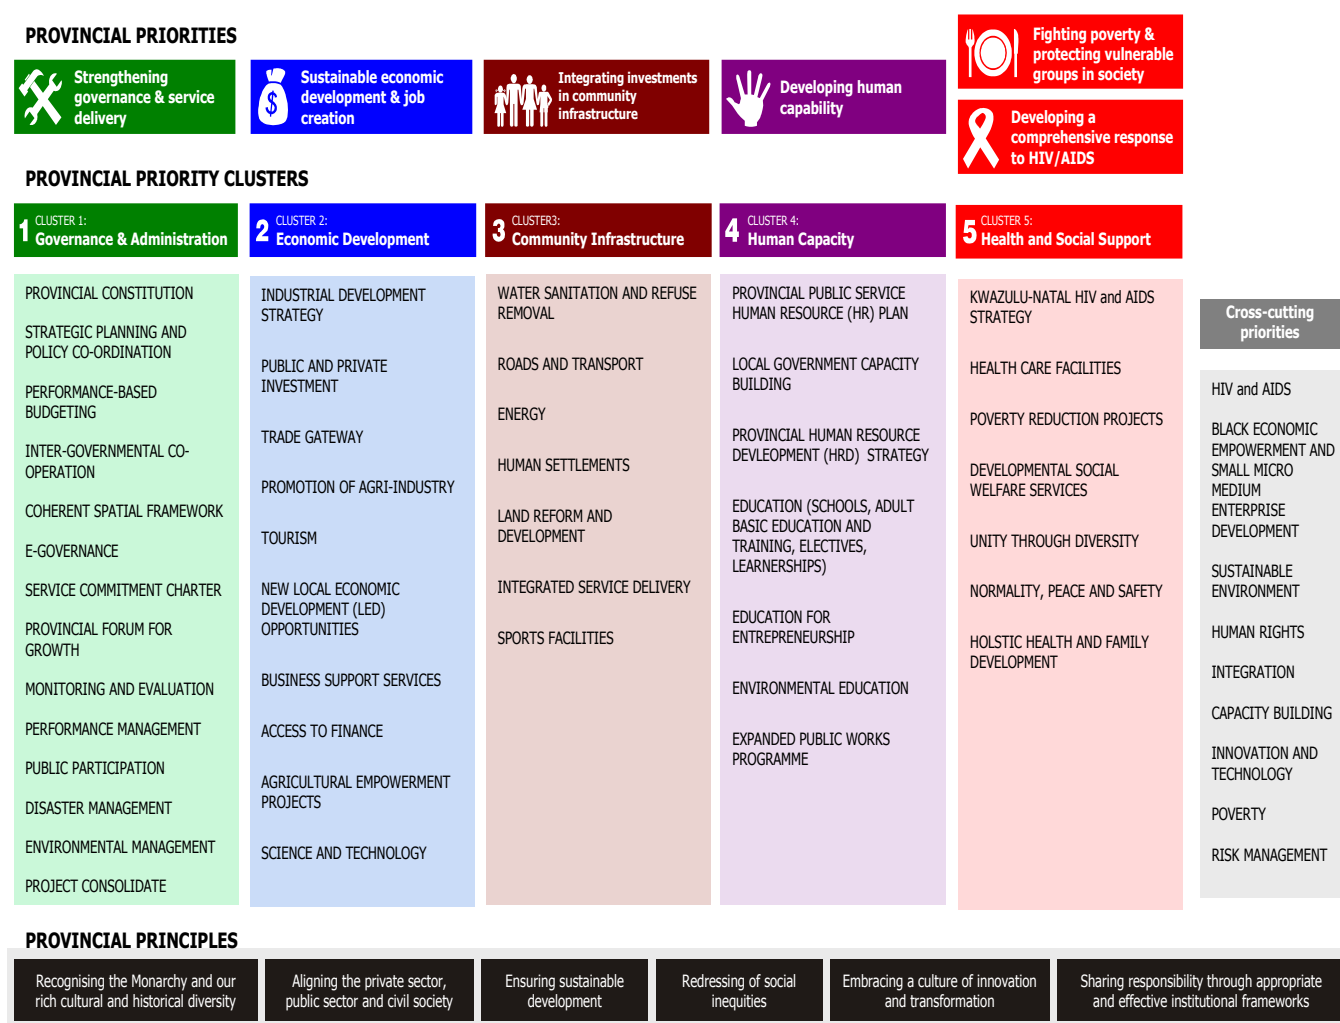 PROVINCIAL PRIORITIES
Strengthening
governance & service
delivery
$
Sustainable economic
development & job
creation
Integrating investments
in community
infrastructure
Developing human
capability
Fighting poverty &
protecting vulnerable
groups in society
Developing a
comprehensive response
to HIV/AIDS
PROVINCIAL PRIORITY CLUSTERS
1
CLUSTER 1:
Governance & Administration
2
CLUSTER 2:
Economic Development
3
CLUSTER3:
Community Infrastructure
4
CLUSTER 4:
Human Capacity
5
CLUSTER 5:
Health and Social Support
PROVINCIAL CONSTITUTION
STRATEGIC PLANNING AND
POLICY CO-ORDINATION
PERFORMANCE-BASED
BUDGETING
INTER-GOVERNMENTAL CO-
OPERATION
COHERENT SPATIAL FRAMEWORK
E-GOVERNANCE
SERVICE COMMITMENT CHARTER
PROVINCIAL FORUM FOR
GROWTH
MONITORING AND EVALUATION
PERFORMANCE MANAGEMENT
PUBLIC PARTICIPATION
DISASTER MANAGEMENT
ENVIRONMENTAL MANAGEMENT
PROJECT CONSOLIDATE
INDUSTRIAL DEVELOPMENT
STRATEGY
PUBLIC AND PRIVATE
INVESTMENT
TRADE GATEWAY
PROMOTION OF AGRI-INDUSTRY
TOURISM
NEW LOCAL ECONOMIC
DEVELOPMENT (LED)
OPPORTUNITIES
BUSINESS SUPPORT SERVICES
ACCESS TO FINANCE
AGRICULTURAL EMPOWERMENT
PROJECTS
SCIENCE AND TECHNOLOGY
WATER SANITATION AND REFUSE
REMOVAL
ROADS AND TRANSPORT
ENERGY
HUMAN SETTLEMENTS
LAND REFORM AND
DEVELOPMENT
INTEGRATED SERVICE DELIVERY
SPORTS FACILITIES
PROVINCIAL PUBLIC SERVICE
HUMAN RESOURCE (HR) PLAN
LOCAL GOVERNMENT CAPACITY
BUILDING
PROVINCIAL HUMAN RESOURCE
DEVLEOPMENT (HRD) STRATEGY
EDUCATION (SCHOOLS, ADULT
BASIC EDUCATION AND
TRAINING, ELECTIVES,
LEARNERSHIPS)
EDUCATION FOR
ENTREPRENEURSHIP
ENVIRONMENTAL EDUCATION
EXPANDED PUBLIC WORKS
PROGRAMME
KWAZULU-NATAL HIV and AIDS
STRATEGY
HEALTH CARE FACILITIES
POVERTY REDUCTION PROJECTS
DEVELOPMENTAL SOCIAL
WELFARE SERVICES
UNITY THROUGH DIVERSITY
NORMALITY, PEACE AND SAFETY
HOLSTIC HEALTH AND FAMILY
DEVELOPMENT
Cross-cutting
priorities
HIV and AIDS
BLACK ECONOMIC
EMPOWERMENT AND
SMALL MICRO
MEDIUM
ENTERPRISE
DEVELOPMENT
SUSTAINABLE
ENVIRONMENT
HUMAN RIGHTS
INTEGRATION
CAPACITY BUILDING
INNOVATION AND
TECHNOLOGY
POVERTY
RISK MANAGEMENT
PROVINCIAL PRINCIPLES
Recognising the Monarchy and our
rich cultural and historical diversity
Aligning the private sector,
public sector and civil society
Ensuring sustainable
development
Redressing of social
inequities
Embracing a culture of innovation
and transformation
Sharing responsibility through appropriate
and effective institutional frameworks